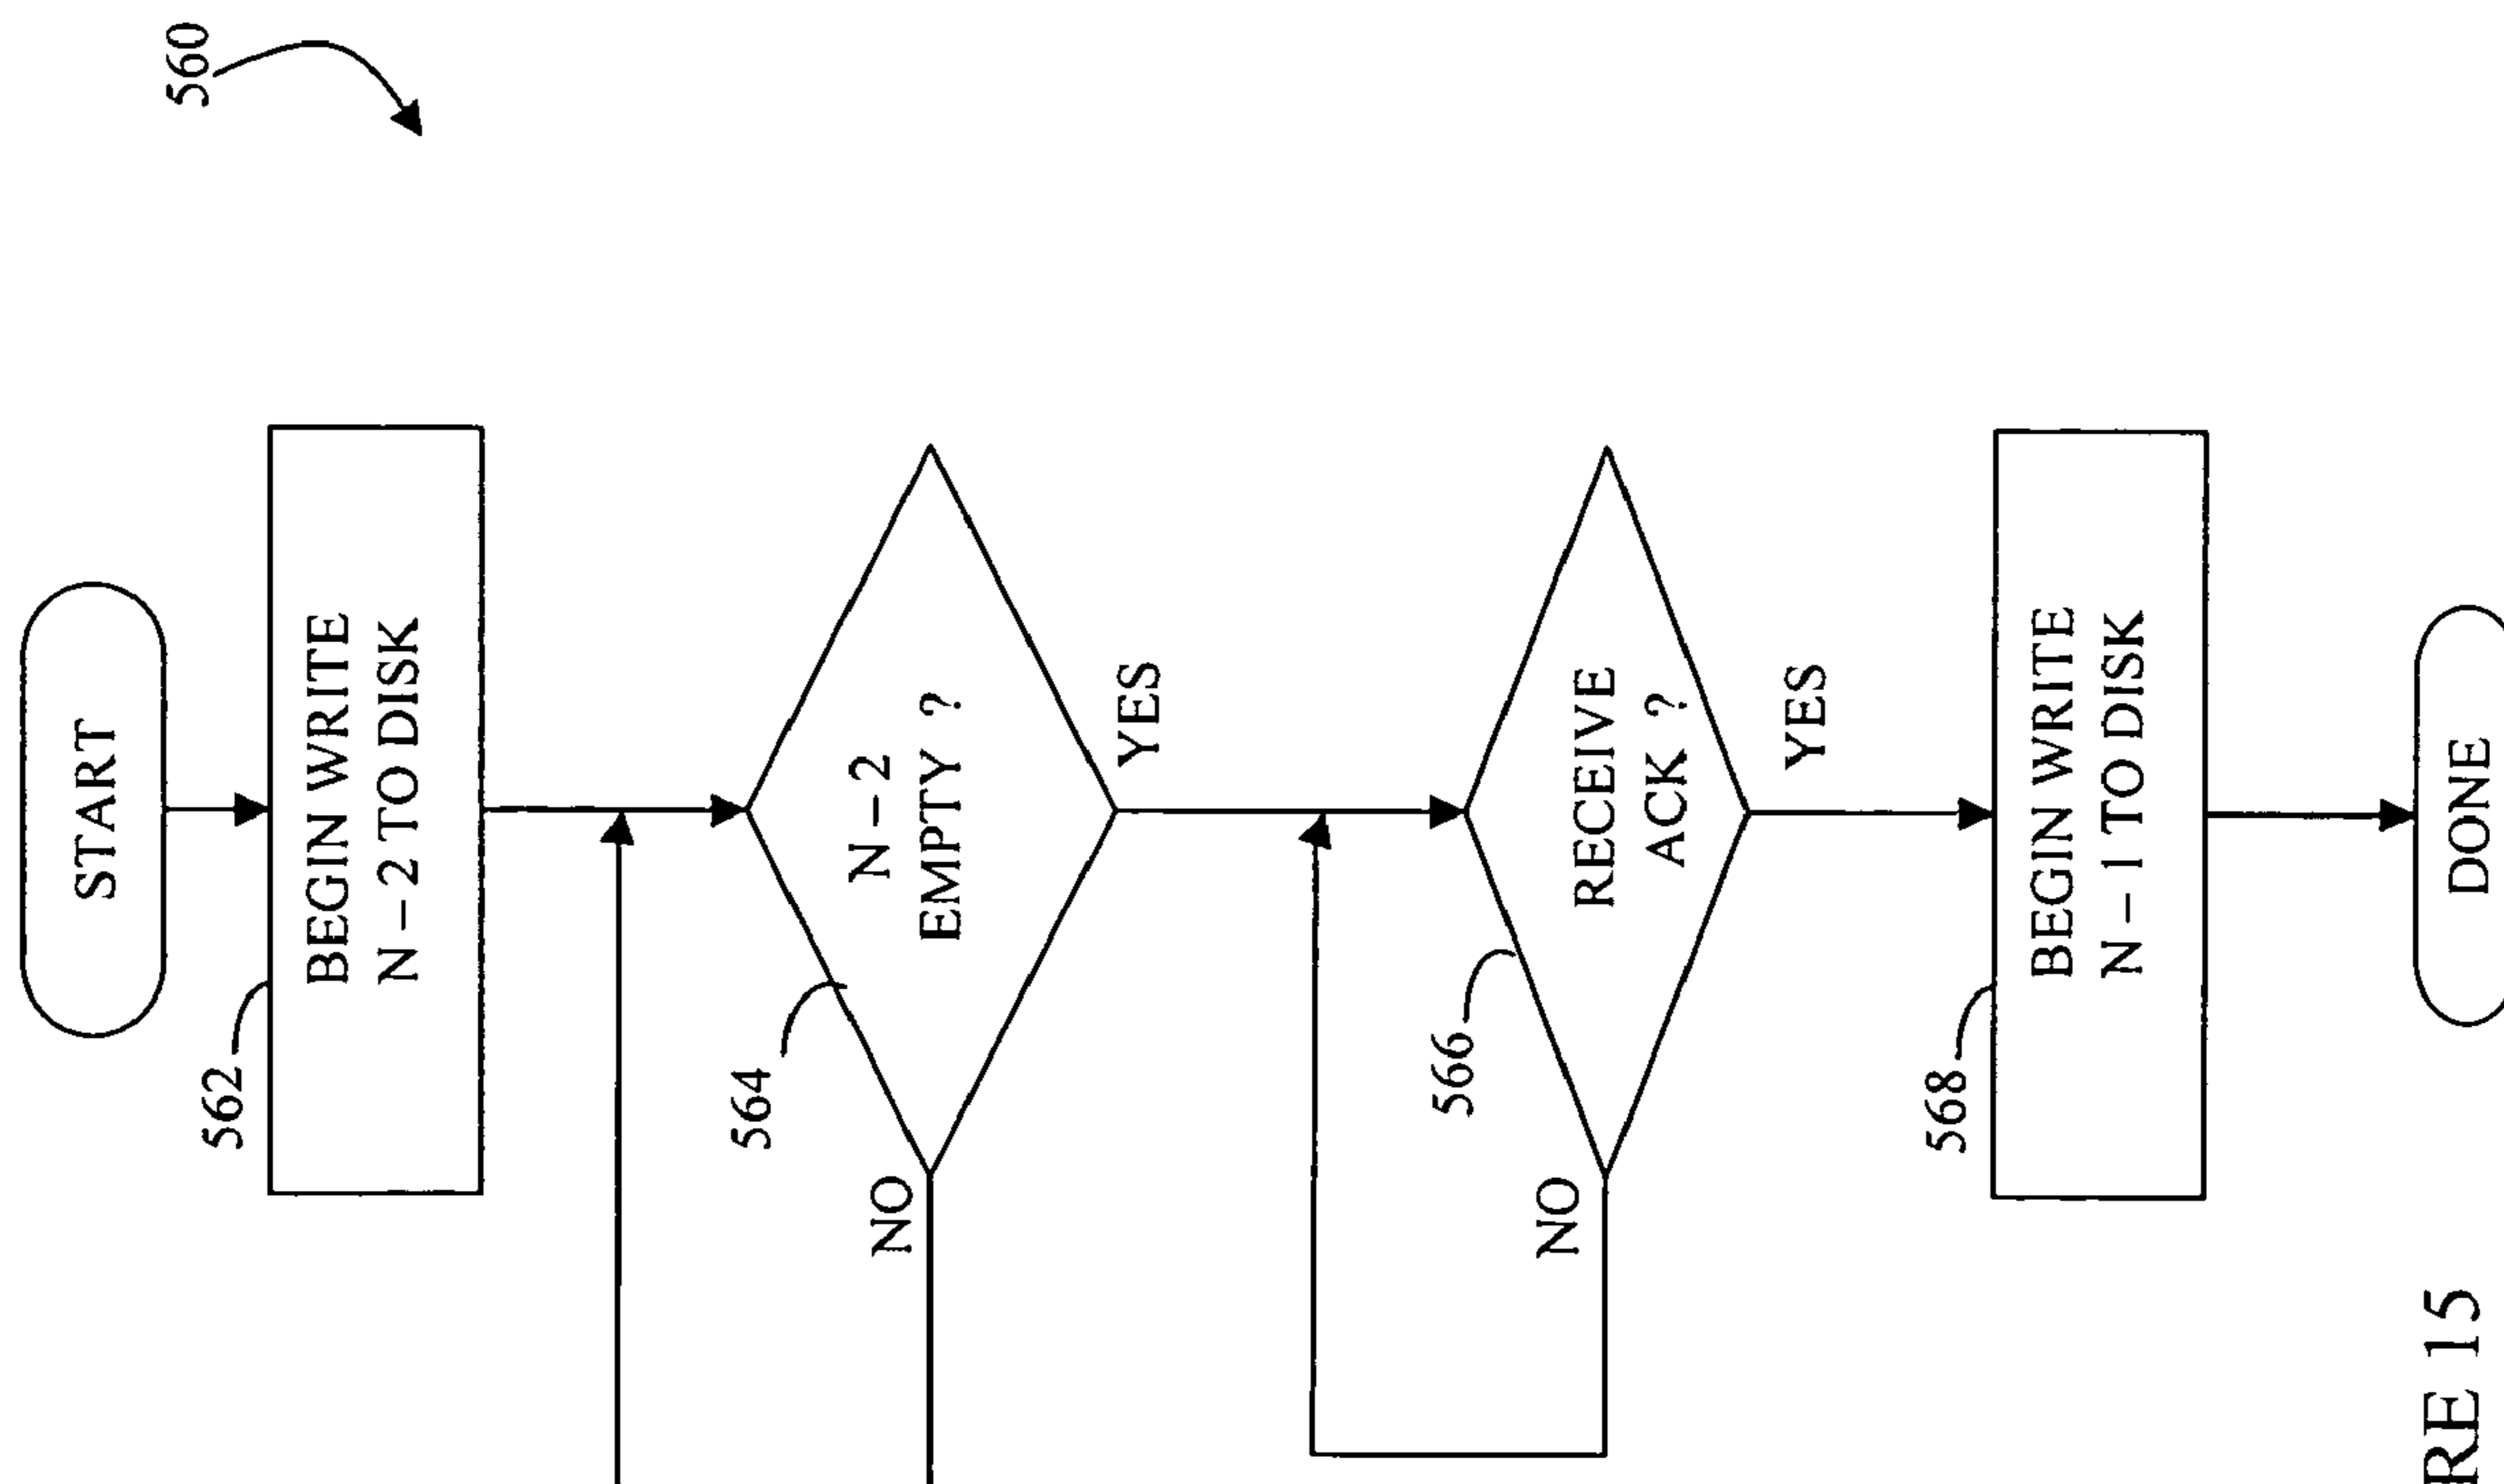 560
START
562
BEGIN WRITE
N – 2 TO DISK
564
N – 2
EMPTY ?
NO
YES
566
RECEIVE
ACK ?
NO
YES
568
BEGIN WRITE
N – 1 TO DISK
DONE
RE 15